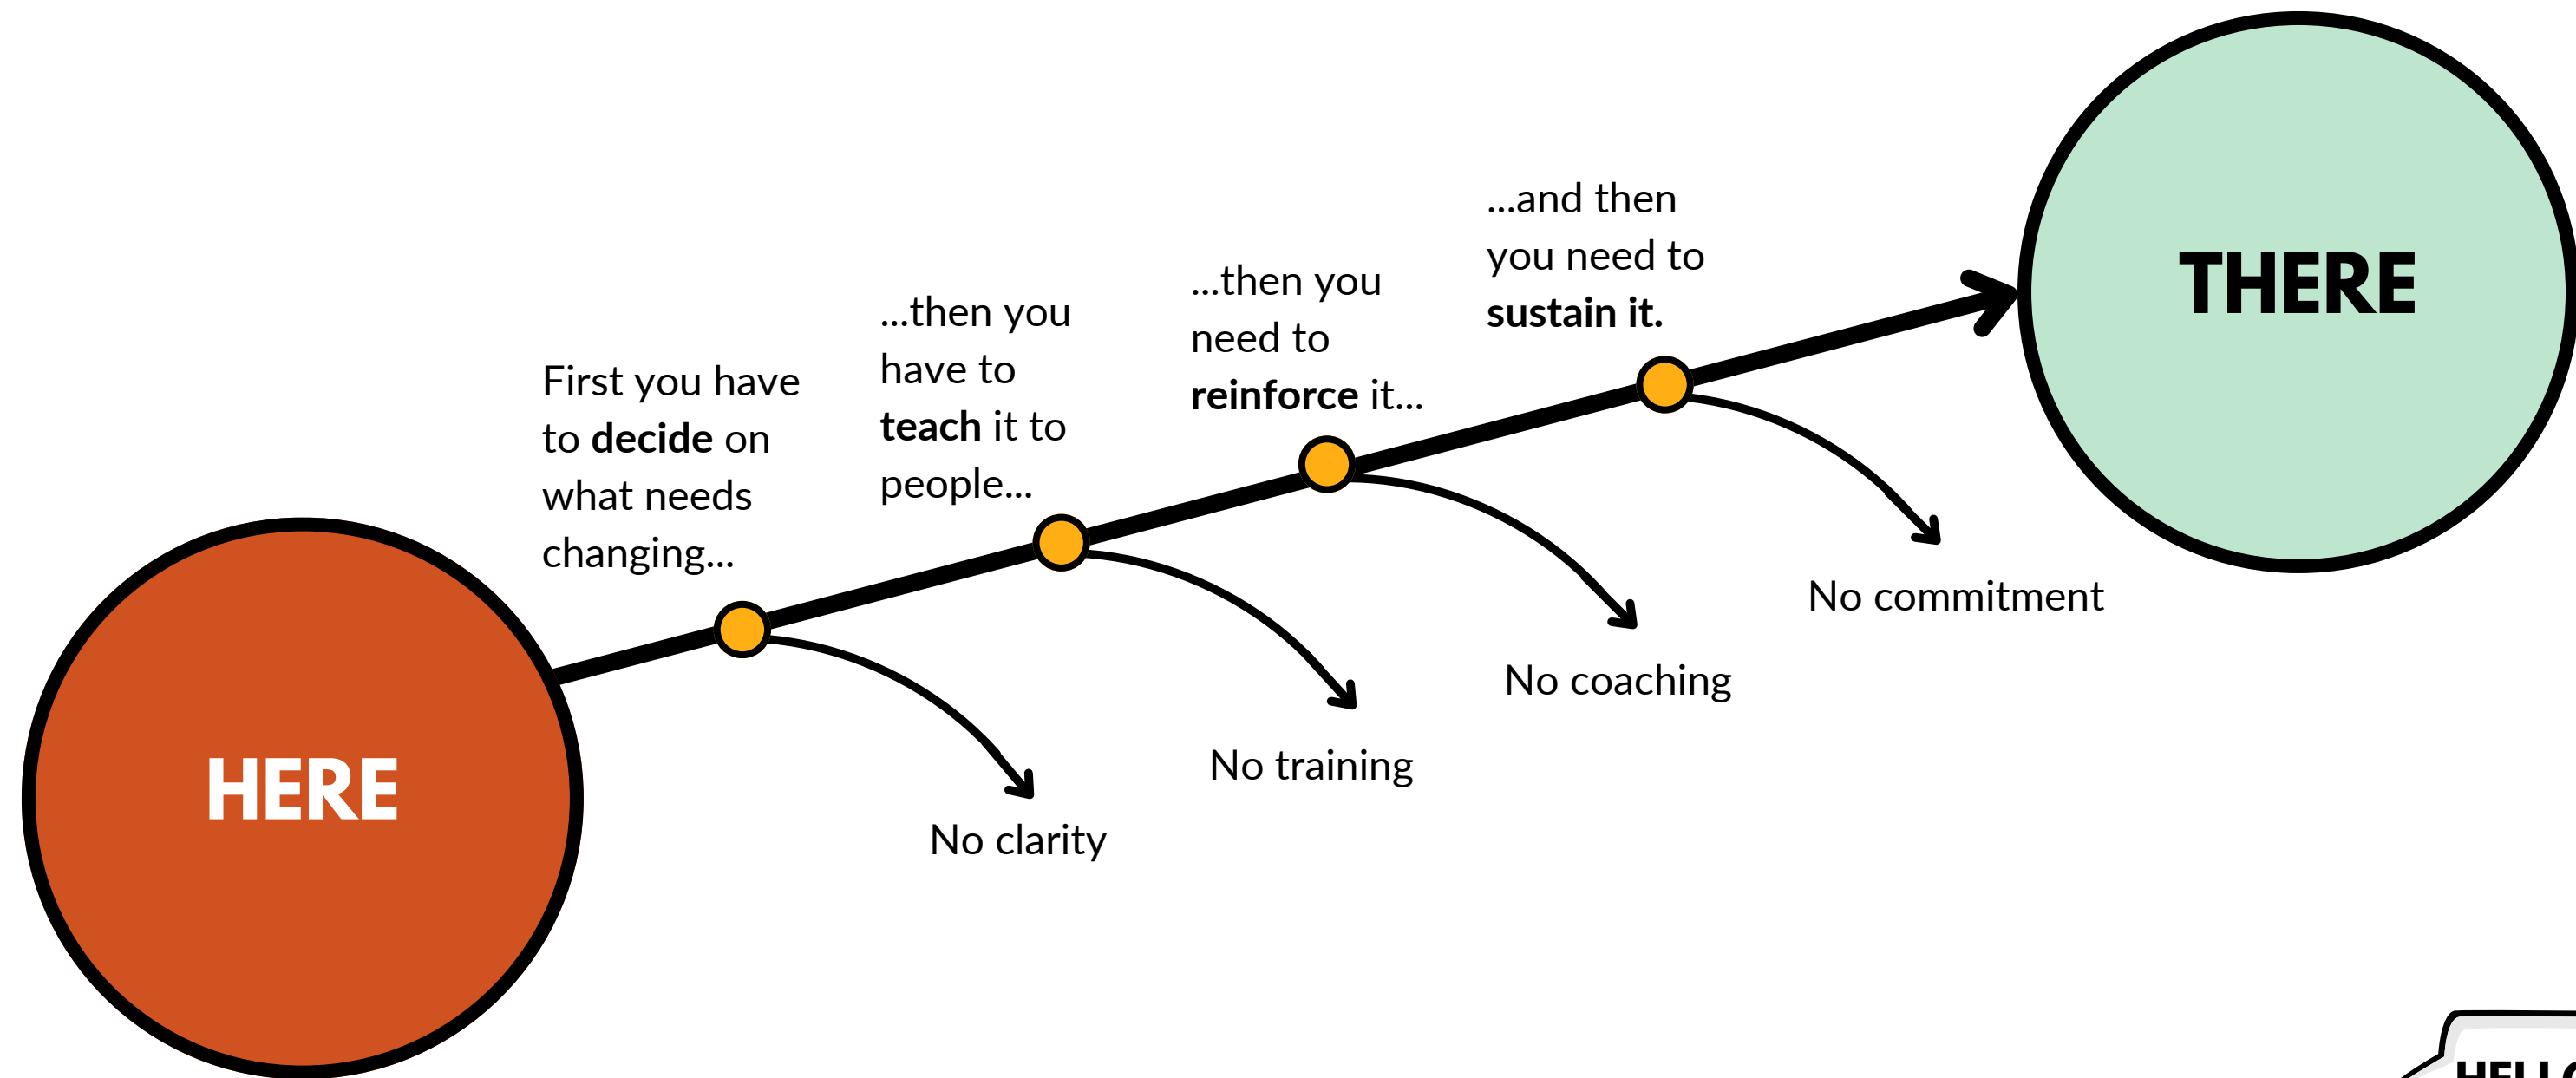 First you have
to decide on
what needs
changing...
...then you
have to
teach it to
people...
...then you
need to
reinforce it...
...and then
you need to
sustain it.
HERE
THERE
No clarity
No training
No coaching
No commitment